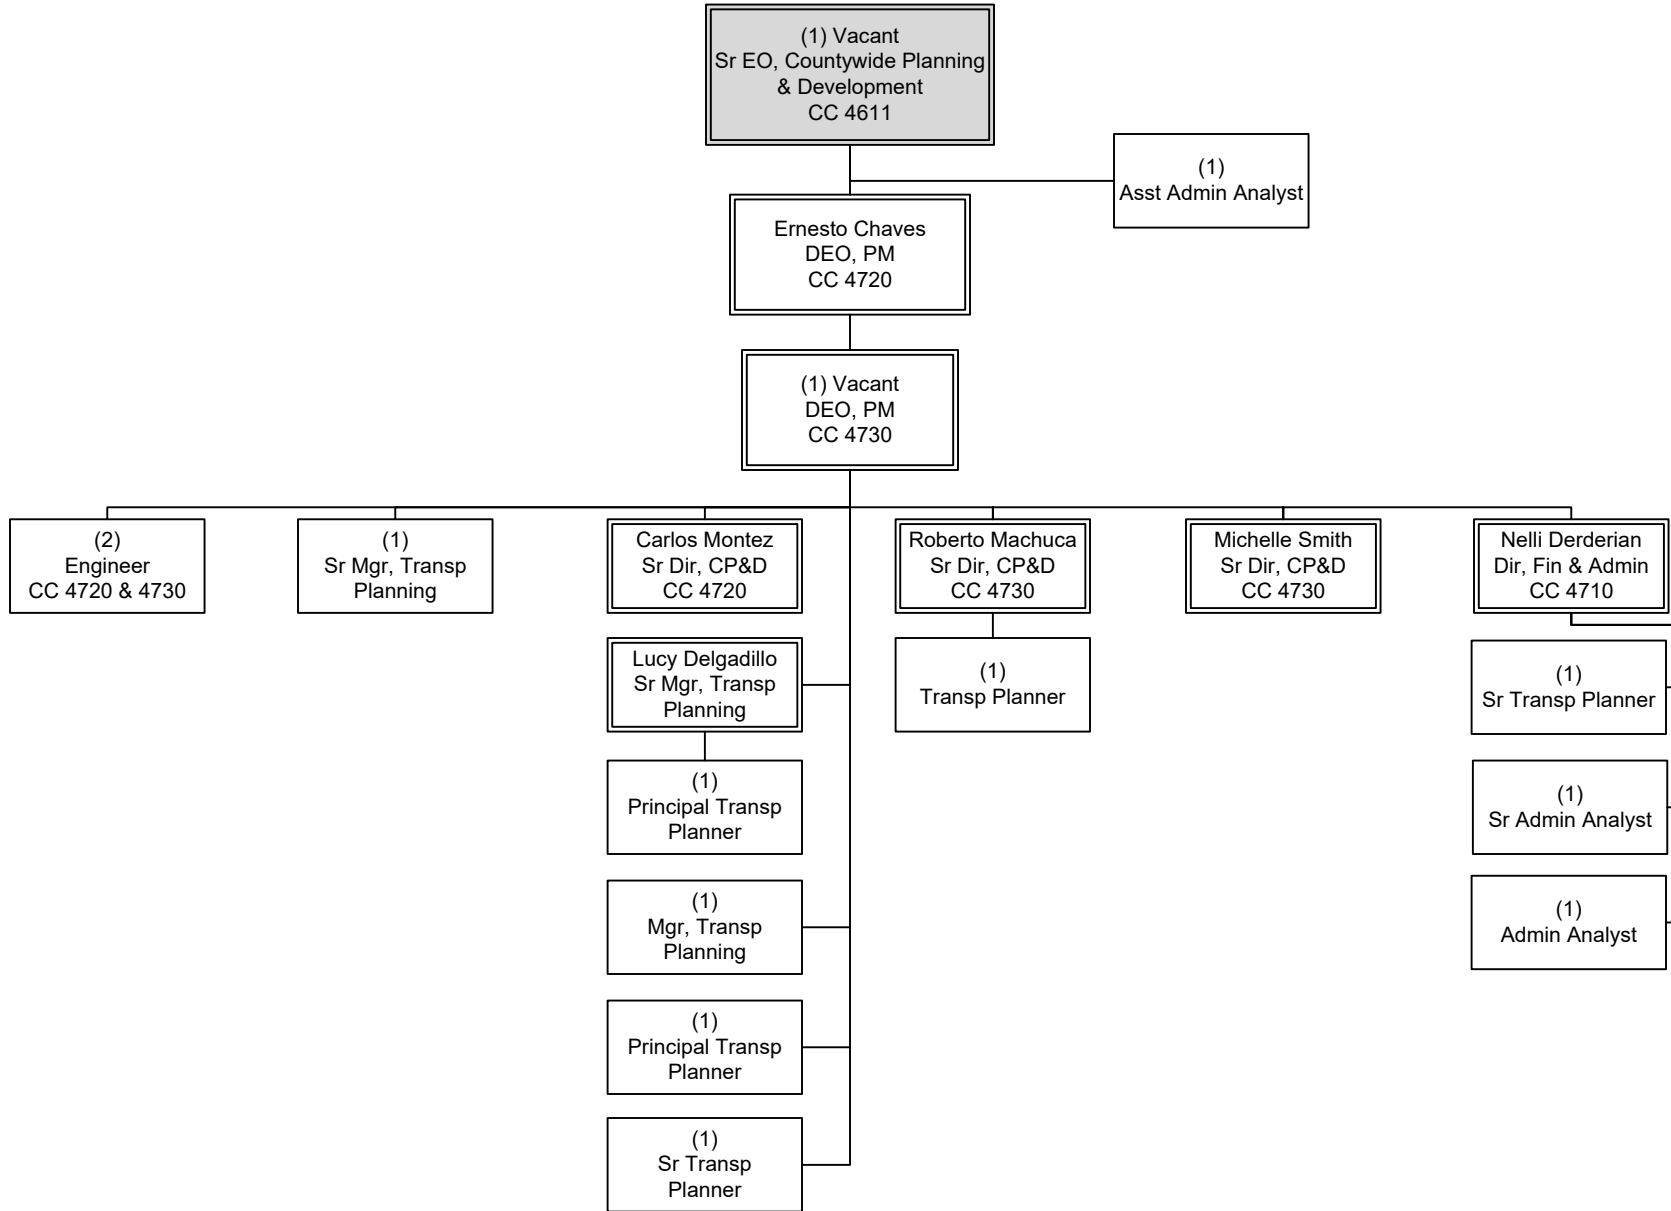 (1) Vacant
Sr EO, Countywide Planning
& Development
CC 4611
(1)
Asst Admin Analyst
Ernesto Chaves
DEO, PM
CC 4720
(1) Vacant
DEO, PM
CC 4730
(2)
Engineer
CC 4720 & 4730
(1)
Sr Mgr, Transp
Planning
Carlos Montez
Sr Dir, CP&D
CC 4720
Roberto Machuca
Sr Dir, CP&D
CC 4730
Michelle Smith
Sr Dir, CP&D
CC 4730
Nelli Derderian
Dir, Fin & Admin
CC 4710
Lucy Delgadillo
Sr Mgr, Transp
Planning
(1)
Transp Planner
(1)
Sr Transp Planner
(1)
Principal Transp
Planner
(1)
Sr Admin Analyst
(1)
Mgr, Transp
Planning
(1)
Admin Analyst
(1)
Principal Transp
Planner
(1)
Sr Transp
Planner